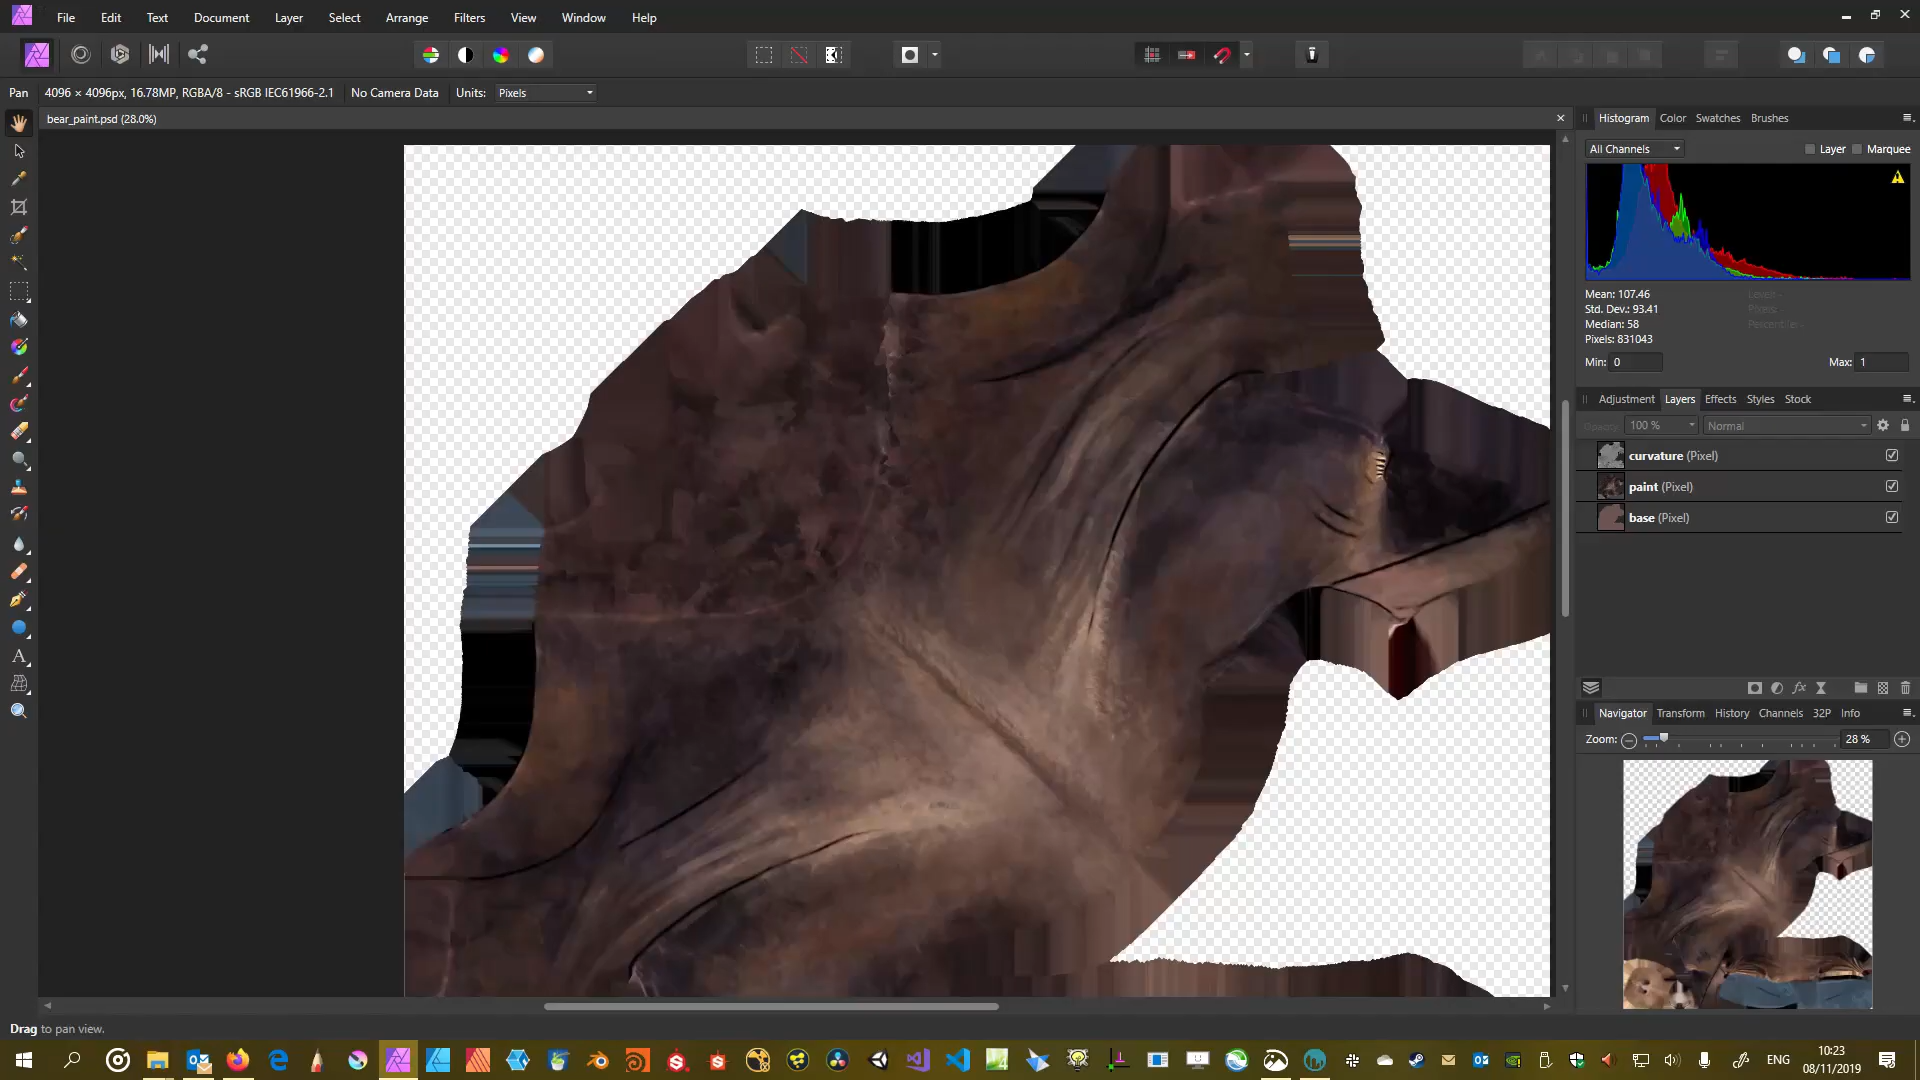 File Edit Text Document Layer Select Arrange Filters View Window Help
Pan 4096 × 4096px, 16.78MP, RGBA/8 - sRGB IEC61966-2.1 No Camera Data Units: Pixels
bear_paint.psd (28.0%)
Histogram Color Swatches Brushes
All Channels Layer Marquee
Mean: 107.46
Std. Dev.: 93.41
Median: 58
Pixels: 831043
Levels: -
Pixels: -
Percentile: -
Min: 0 Max: 1
Adjustment Layers Effects Styles Stock
Opacity: 100 % Normal
curvature (Pixel)
paint (Pixel)
base (Pixel)
Navigator Transform History Channels 32P Info
Zoom: 28 %
Drag to pan view.
ENG
10:23
08/11/2019